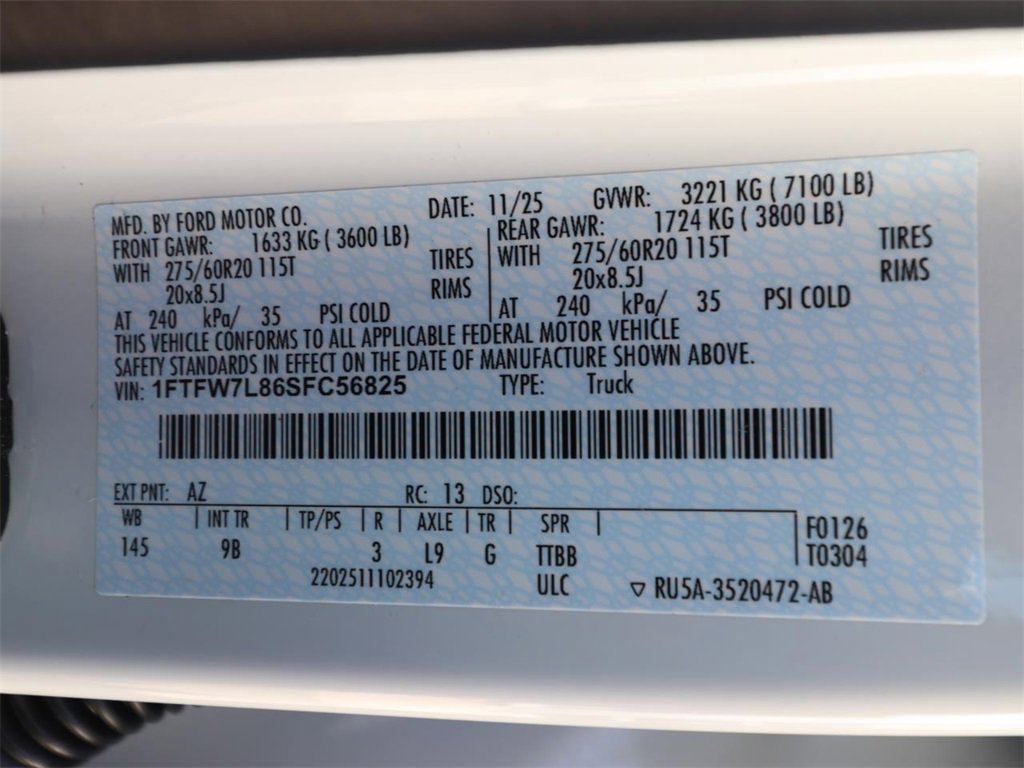 MFD. BY FORD MOTOR CO. DATE: 11/25 GVWR: 3221 KG ( 7100 LB)
FRONT GAWR: 1633 KG ( 3600 LB) REAR GAWR: 1724 KG ( 3800 LB)
WITH 275/60R20 115T TIRES WITH 275/60R20 115T TIRES
20x8.5J RIMS 20x8.5J RIMS
AT 240 kPa/ 35 PSI COLD AT 240 kPa/ 35 PSI COLD
THIS VEHICLE CONFORMS TO ALL APPLICABLE FEDERAL MOTOR VEHICLE
SAFETY STANDARDS IN EFFECT ON THE DATE OF MANUFACTURE SHOWN ABOVE.
VIN: 1FTFW7L86SFC56825 TYPE: Truck
EXT PNT: AZ RC: 13 DSO:
WB | INT TR | TP/PS | R | AXLE | TR | SPR | F0126
145 9B 3 L9 G TTBB T0304
2202511102394 ULC ▽ RU5A-3520472-AB